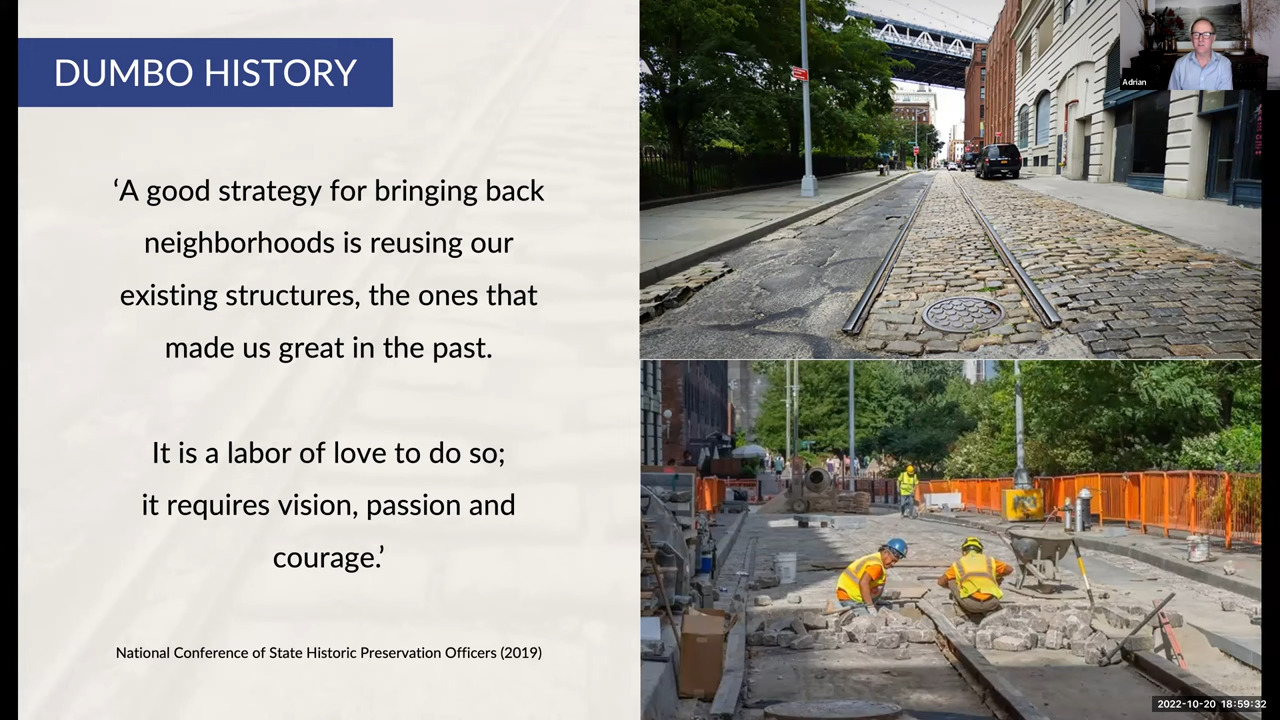 DUMBO HISTORY
‘A good strategy for bringing back
neighborhoods is reusing our
existing structures, the ones that
made us great in the past.
It is a labor of love to do so;
it requires vision, passion and
courage.’
National Conference of State Historic Preservation Officers (2019)
Adrian
2022-10-20 18:59:32